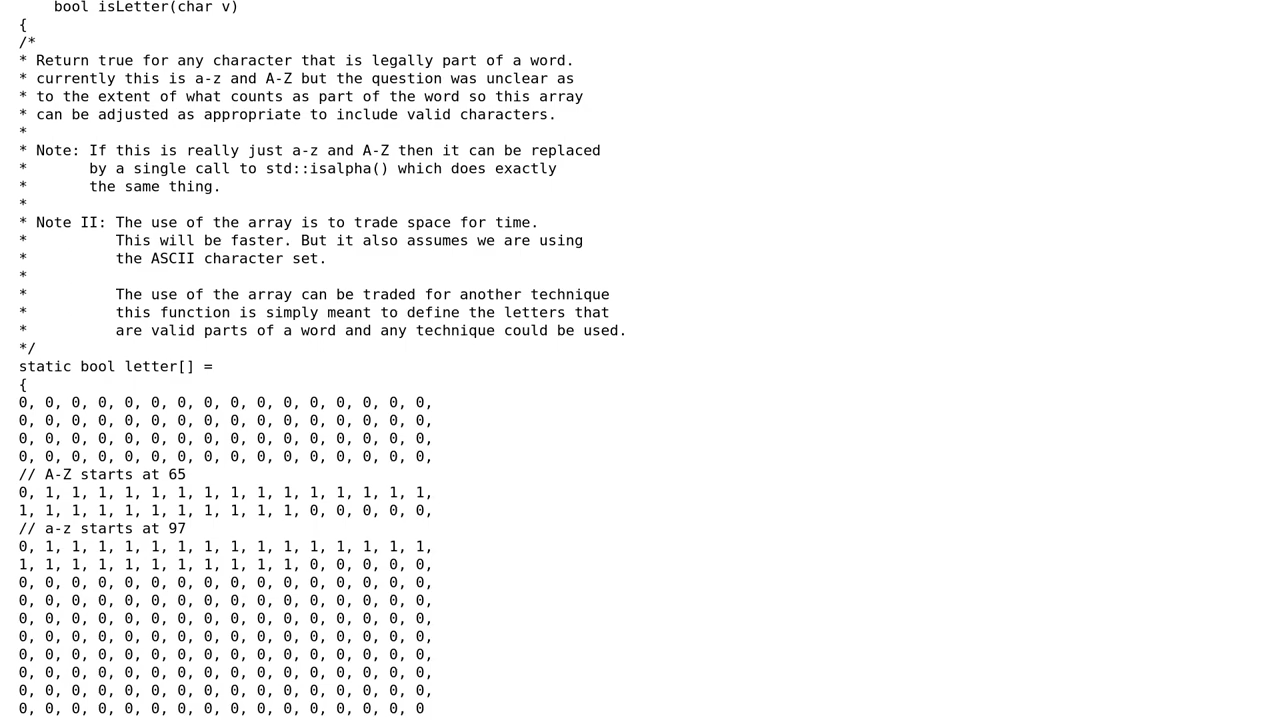 bool isLetter(char v)
{
/*
* Return true for any character that is legally part of a word.
* currently this is a-z and A-Z but the question was unclear as
* to the extent of what counts as part of the word so this array
* can be adjusted as appropriate to include valid characters.
*
* Note: If this is really just a-z and A-Z then it can be replaced
*       by a single call to std::isalpha() which does exactly
*       the same thing.
*
* Note II: The use of the array is to trade space for time.
*          This will be faster. But it also assumes we are using
*          the ASCII character set.
*
*          The use of the array can be traded for another technique
*          this function is simply meant to define the letters that
*          are valid parts of a word and any technique could be used.
*/
static bool letter[] =
{
0, 0, 0, 0, 0, 0, 0, 0, 0, 0, 0, 0, 0, 0, 0, 0,
0, 0, 0, 0, 0, 0, 0, 0, 0, 0, 0, 0, 0, 0, 0, 0,
0, 0, 0, 0, 0, 0, 0, 0, 0, 0, 0, 0, 0, 0, 0, 0,
0, 0, 0, 0, 0, 0, 0, 0, 0, 0, 0, 0, 0, 0, 0, 0,
// A-Z starts at 65
0, 1, 1, 1, 1, 1, 1, 1, 1, 1, 1, 1, 1, 1, 1, 1,
1, 1, 1, 1, 1, 1, 1, 1, 1, 1, 1, 0, 0, 0, 0, 0,
// a-z starts at 97
0, 1, 1, 1, 1, 1, 1, 1, 1, 1, 1, 1, 1, 1, 1, 1,
1, 1, 1, 1, 1, 1, 1, 1, 1, 1, 1, 0, 0, 0, 0, 0,
0, 0, 0, 0, 0, 0, 0, 0, 0, 0, 0, 0, 0, 0, 0, 0,
0, 0, 0, 0, 0, 0, 0, 0, 0, 0, 0, 0, 0, 0, 0, 0,
0, 0, 0, 0, 0, 0, 0, 0, 0, 0, 0, 0, 0, 0, 0, 0,
0, 0, 0, 0, 0, 0, 0, 0, 0, 0, 0, 0, 0, 0, 0, 0,
0, 0, 0, 0, 0, 0, 0, 0, 0, 0, 0, 0, 0, 0, 0, 0,
0, 0, 0, 0, 0, 0, 0, 0, 0, 0, 0, 0, 0, 0, 0, 0,
0, 0, 0, 0, 0, 0, 0, 0, 0, 0, 0, 0, 0, 0, 0, 0,
0, 0, 0, 0, 0, 0, 0, 0, 0, 0, 0, 0, 0, 0, 0, 0